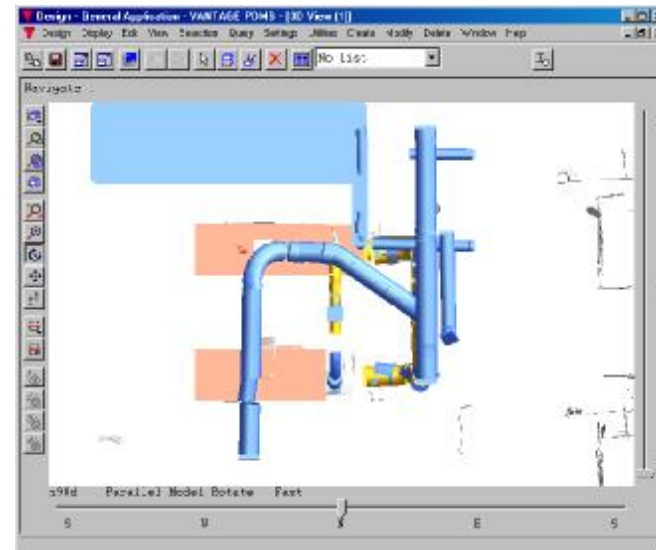 Design - General Application - VANTAGE PDMS - [3D View (1)]
Design Display Edit View Selection Query Settings Utilities Create Modify Delete Window Help
No list
Navigate :
Parallel Model Rotate Fast
S W N E S